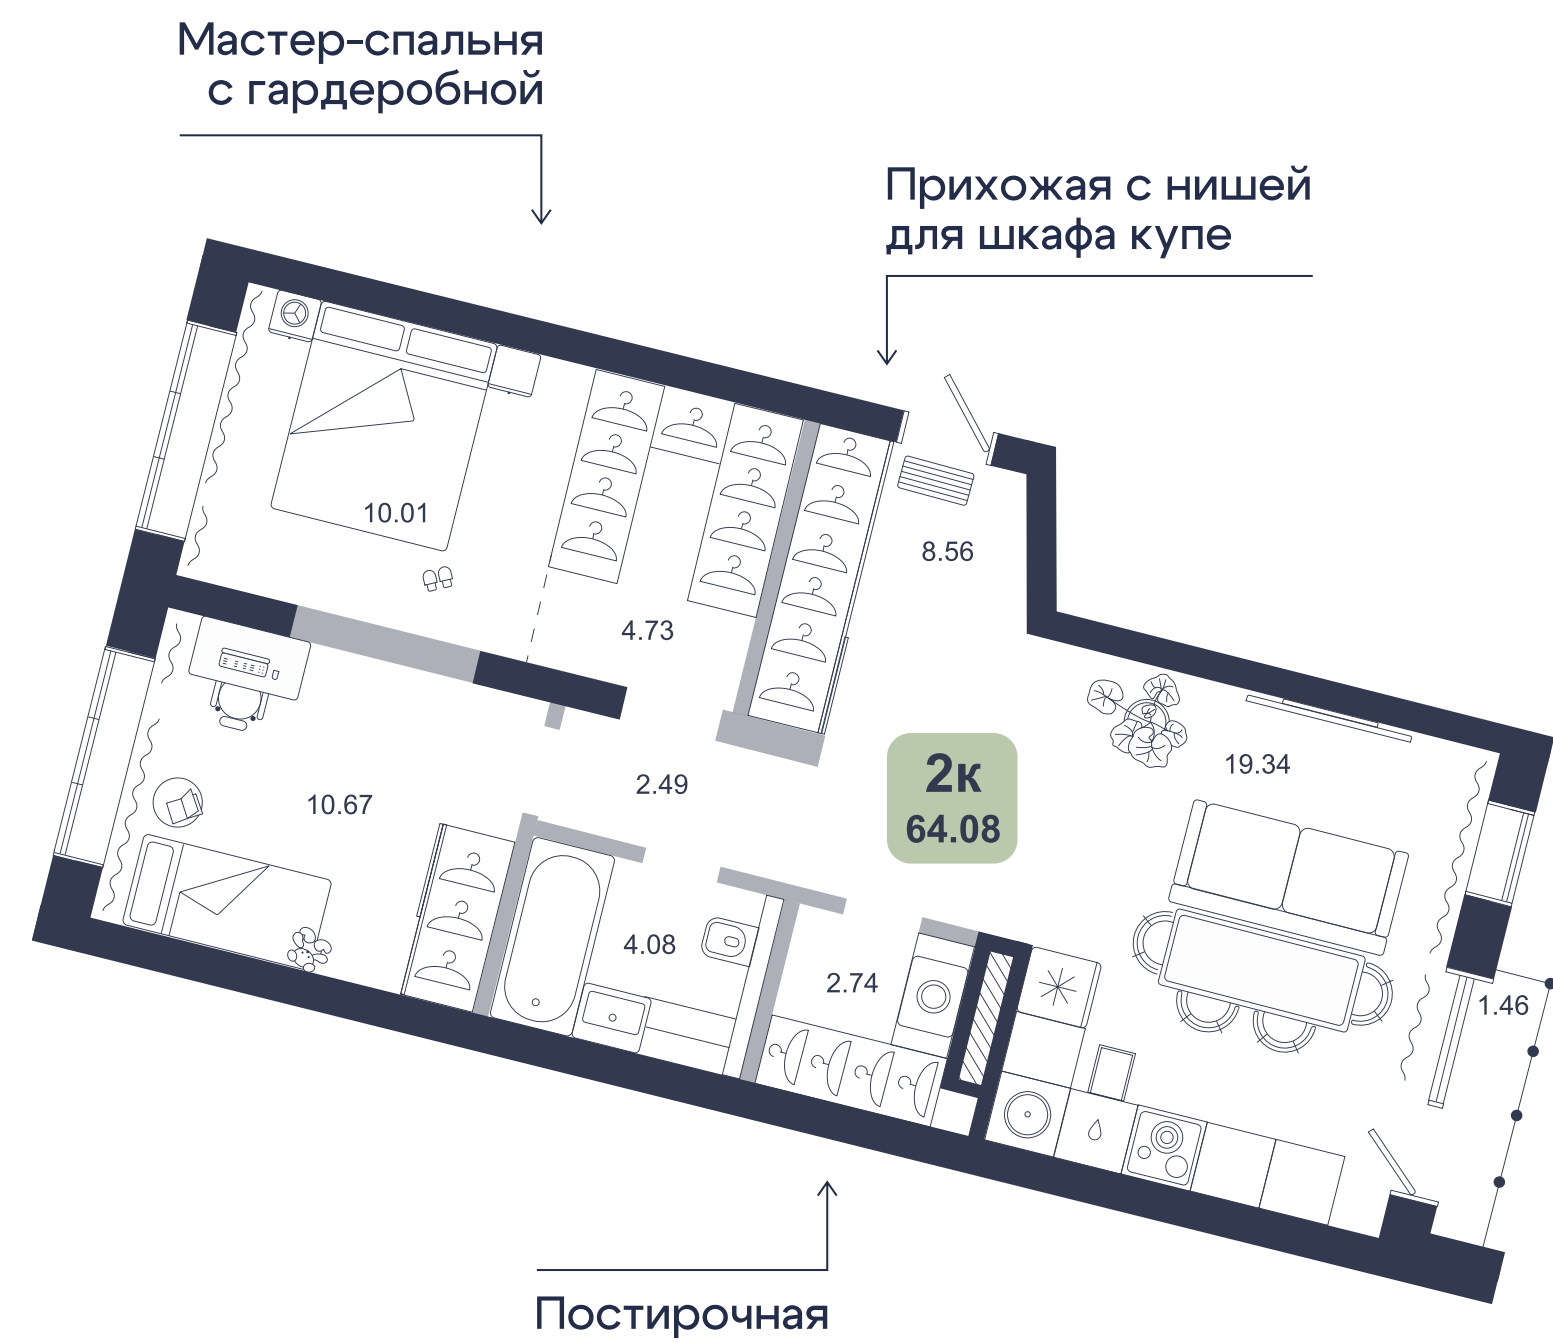 Мастер-спальня
с гардеробной
Прихожая с нишей
для шкафа купе
10.01
8.56
4.73
2к
64.08
19.34
2.49
10.67
4.08
2.74
1.46
Постирочная